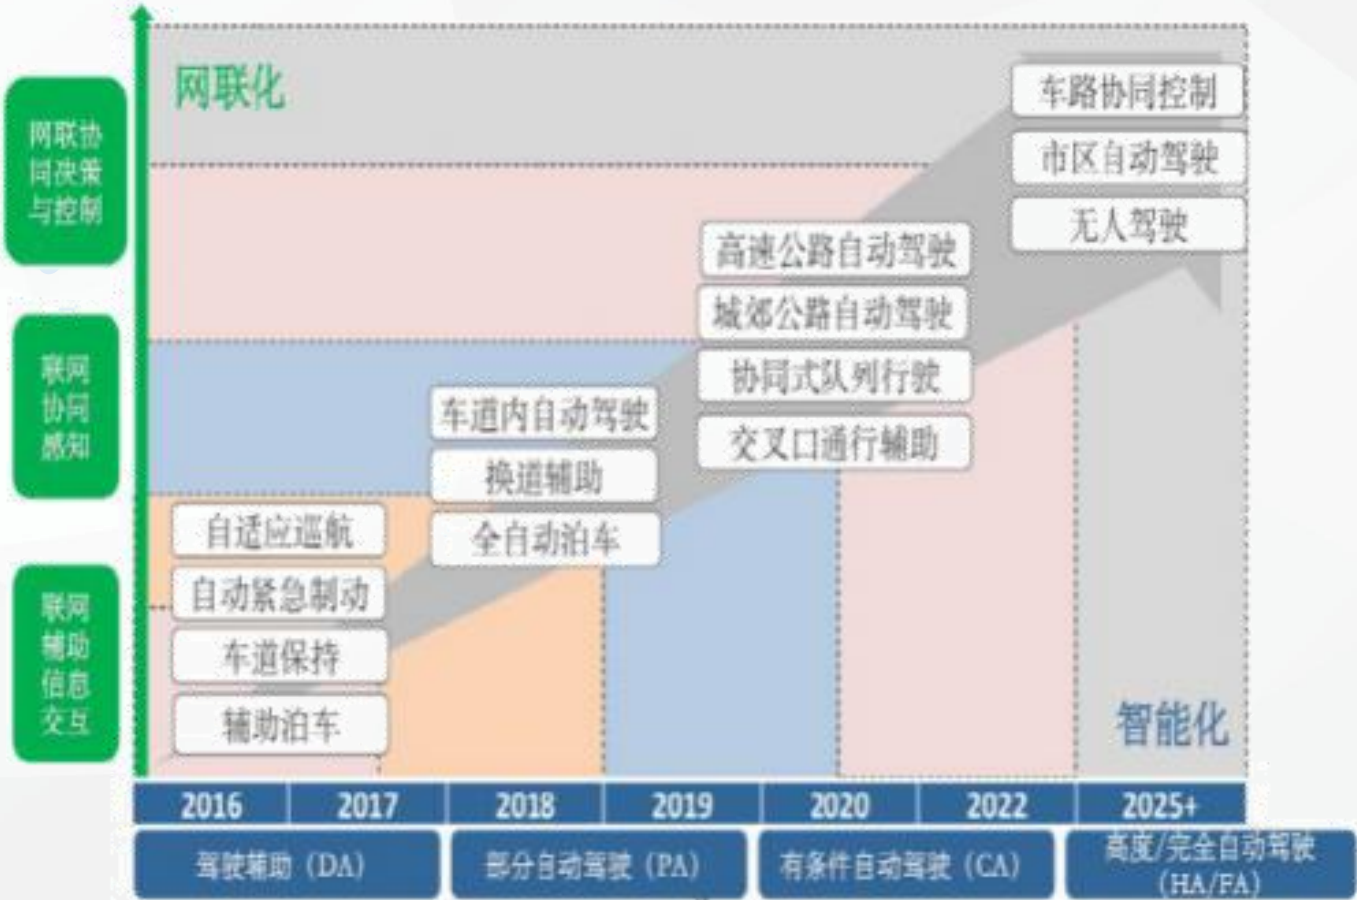 网联化
网联协
同决策
与控制
联网
协同
感知
联网
辅助
信息
交互
车路协同控制
市区自动驾驶
无人驾驶
高速公路自动驾驶
城郊公路自动驾驶
协同式队列行驶
交叉口通行辅助
车道内自动驾驶
换道辅助
全自动泊车
自适应巡航
自动紧急制动
车道保持
辅助泊车
智能化
2016 2017 2018 2019 2020 2022 2025+
驾驶辅助（DA） 部分自动驾驶（PA） 有条件自动驾驶（CA） 高度/完全自动驾驶
（HA/FA）